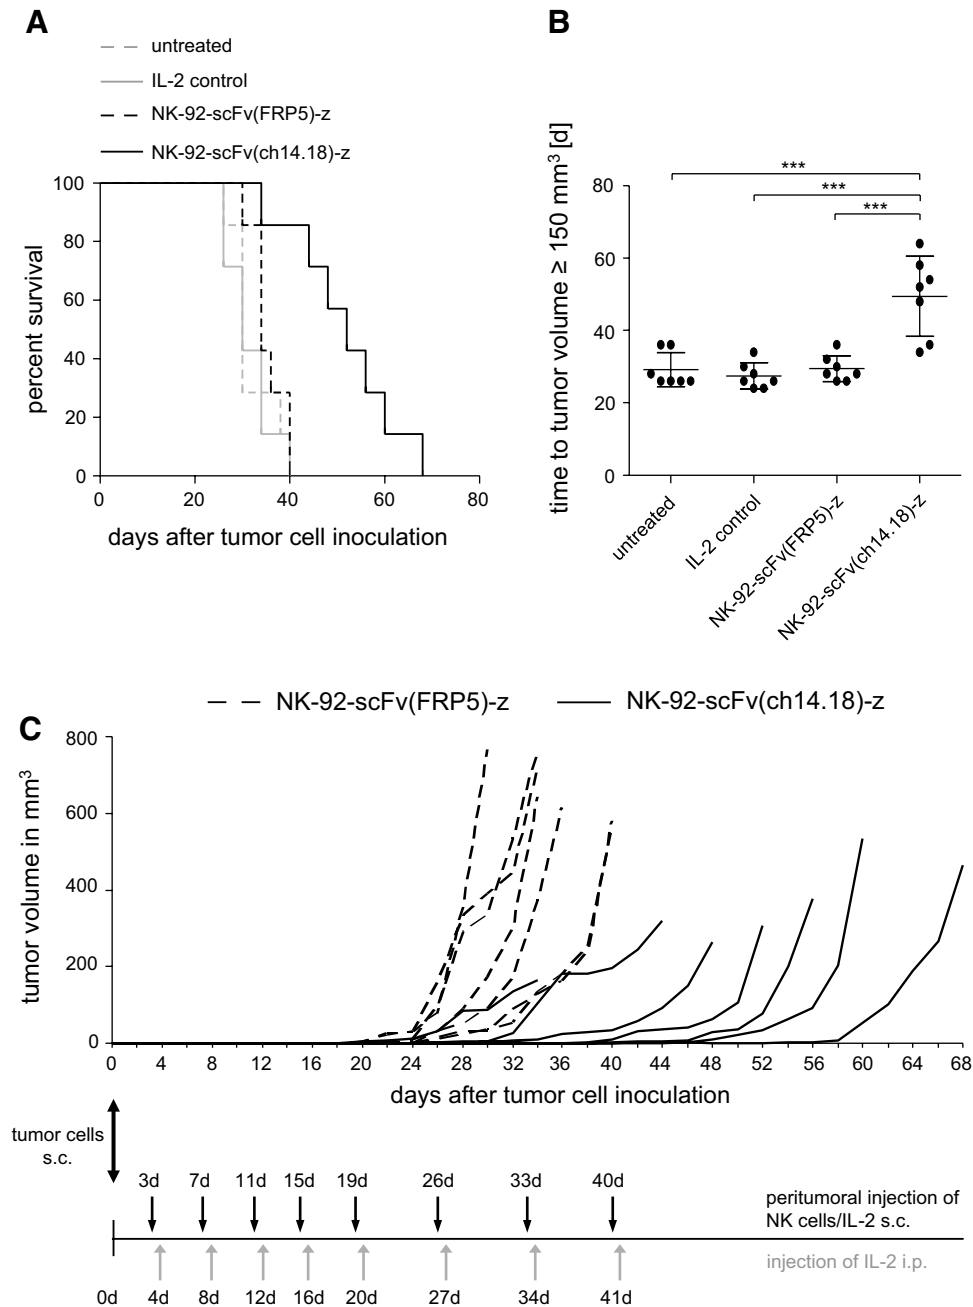 A
untreated
IL-2 control
NK-92-scFv(FRP5)-z
NK-92-scFv(ch14.18)-z
percent survival
100
80
60
40
20
0
0 20 40 60 80
days after tumor cell inoculation
B
time to tumor volume ≥ 150 mm³ [d]
***
***
***
80
60
40
20
0
untreated
IL-2 control
NK-92-scFv(FRP5)-z
NK-92-scFv(ch14.18)-z
C
NK-92-scFv(FRP5)-z NK-92-scFv(ch14.18)-z
tumor volume in mm³
800
600
400
200
0
0 4 8 12 16 20 24 28 32 36 40 44 48 52 56 60 64 68
days after tumor cell inoculation
tumor cells
s.c.
3d 7d 11d 15d 19d 26d 33d 40d
peritumoral injection of
NK cells/IL-2 s.c.
injection of IL-2 i.p.
0d 4d 8d 12d 16d 20d 27d 34d 41d